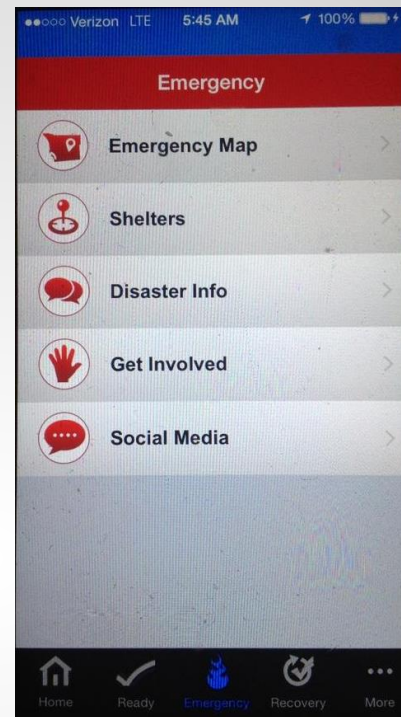 Verizon LTE 5:45 AM 100%
Emergency
Emergency Map
Shelters
Disaster Info
Get Involved
Social Media
Home Ready Emergency Recovery More